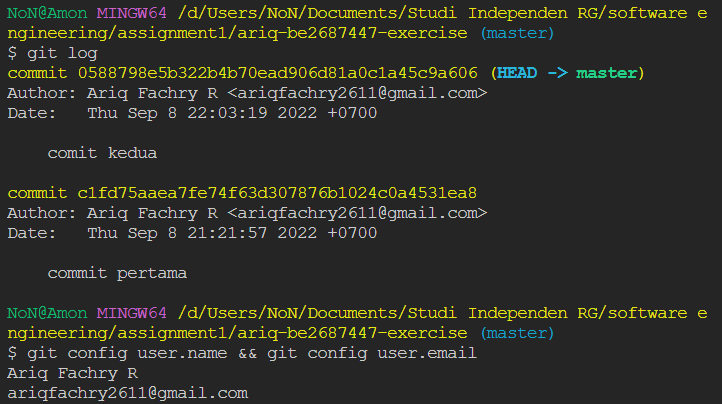 NoN@Amon MINGW64 /d/Users/NoN/Documents/Studi Independen RG/software e
ngineering/assignment1/ariq-be2687447-exercise (master)
$ git log
commit 0588798e5b322b4b70ead906d81a0c1a45c9a606 (HEAD -> master)
Author: Ariq Fachry R <ariqfachry2611@gmail.com>
Date:   Thu Sep 8 22:03:19 2022 +0700
    comit kedua
commit c1fd75aaea7fe74f63d307876b1024c0a4531ea8
Author: Ariq Fachry R <ariqfachry2611@gmail.com>
Date:   Thu Sep 8 21:21:57 2022 +0700
    commit pertama
NoN@Amon MINGW64 /d/Users/NoN/Documents/Studi Independen RG/software e
ngineering/assignment1/ariq-be2687447-exercise (master)
$ git config user.name && git config user.email
Ariq Fachry R
ariqfachry2611@gmail.com